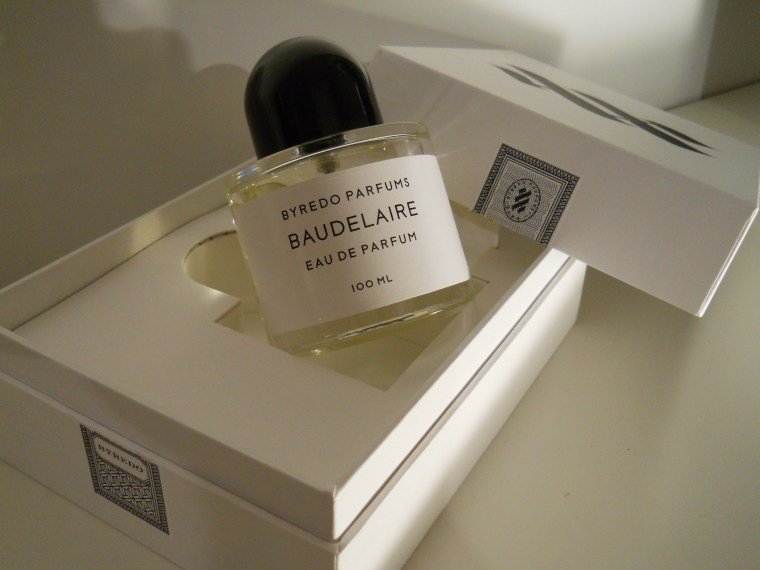 BYREDO PARFUMS
BAUDELAIRE
EAU DE PARFUM
100 ML
BYREDO